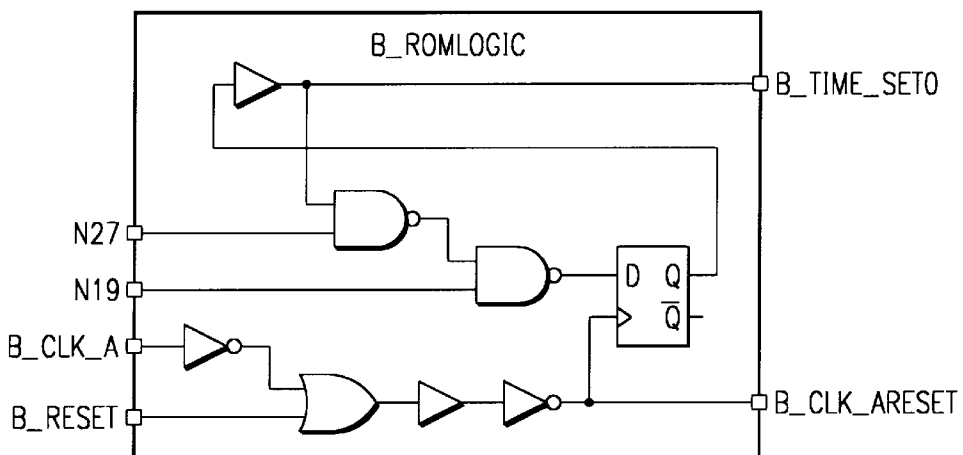 B_ROMLOGIC
B_TIME_SET0
N27
N19
D Q
Q̅
B_CLK_A
B_RESET
B_CLK_ARESET